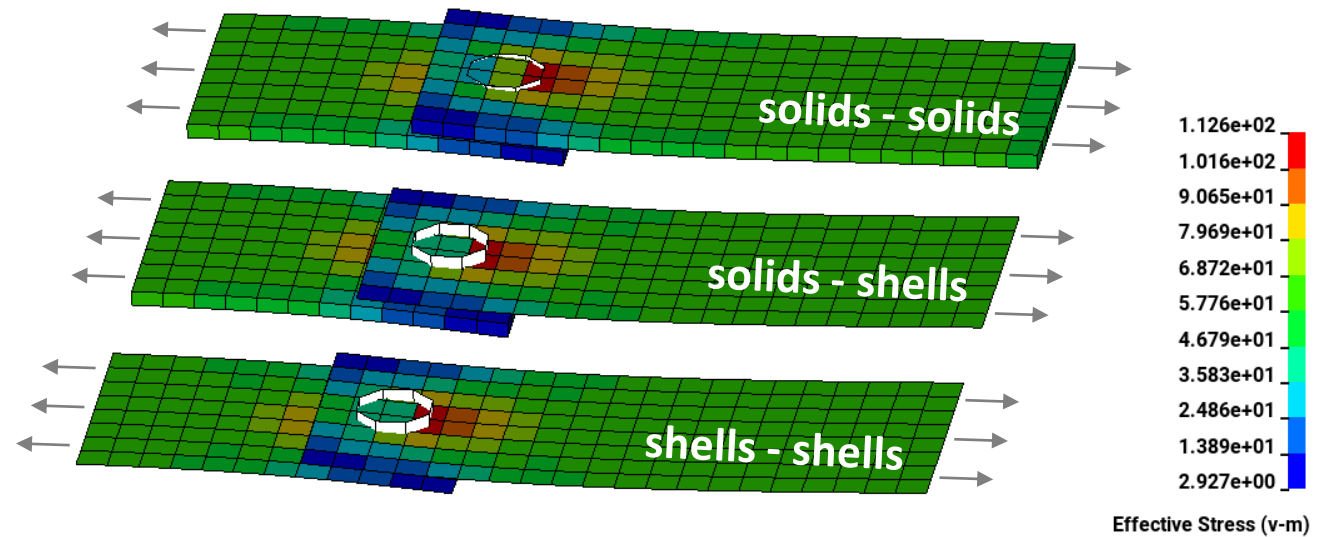 solids - solids
solids - shells
shells - shells
1.126e+02
1.016e+02
9.065e+01
7.969e+01
6.872e+01
5.776e+01
4.679e+01
3.583e+01
2.486e+01
1.389e+01
2.927e+00
Effective Stress (v-m)